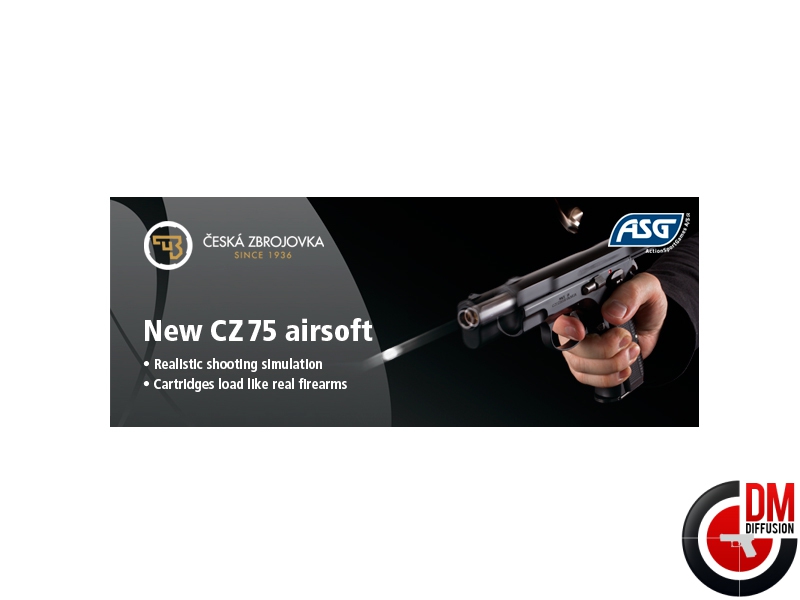 ČESKÁ ZBROJOVKA
SINCE 1936
ASG
ActionSportGames A/S®
New CZ 75 airsoft
• Realistic shooting simulation
• Cartridges load like real firearms
DM
DIFFUSION